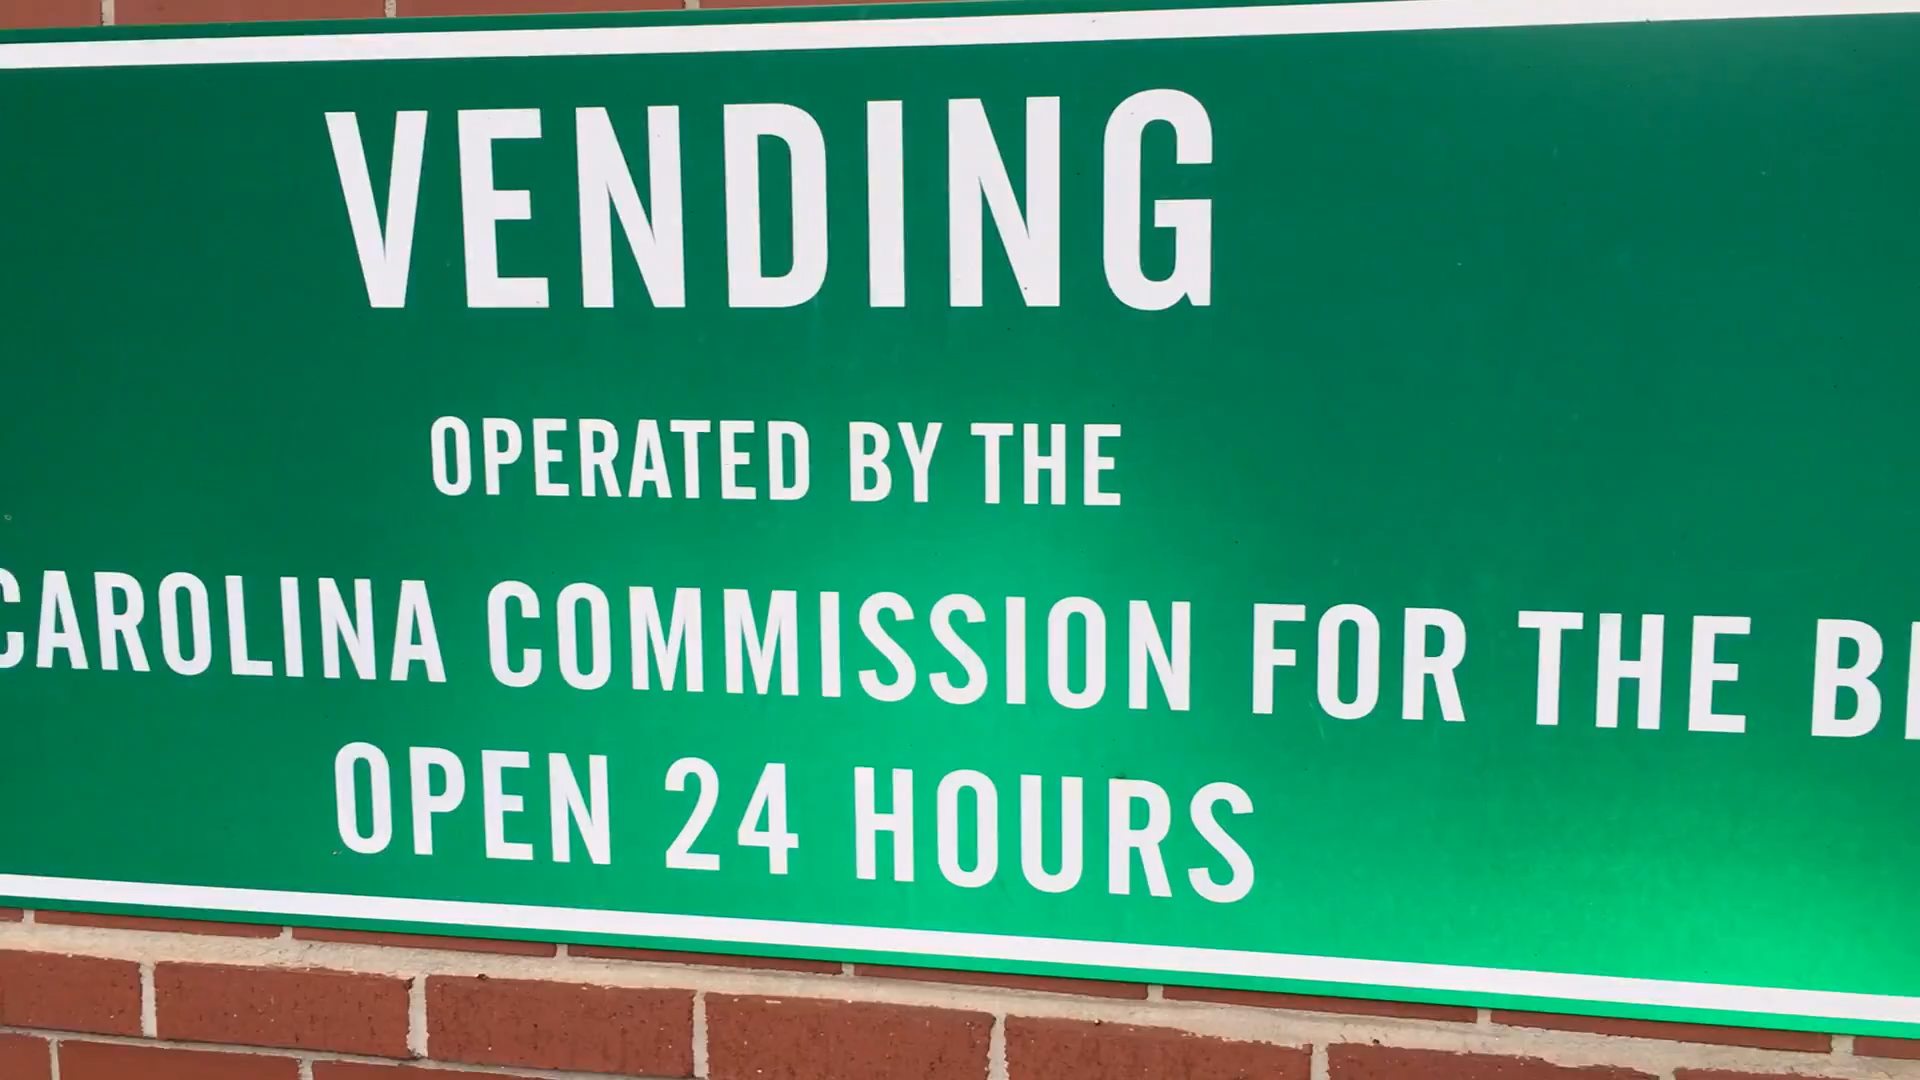 VENDING
OPERATED BY THE
CAROLINA COMMISSION FOR THE
OPEN 24 HOURS